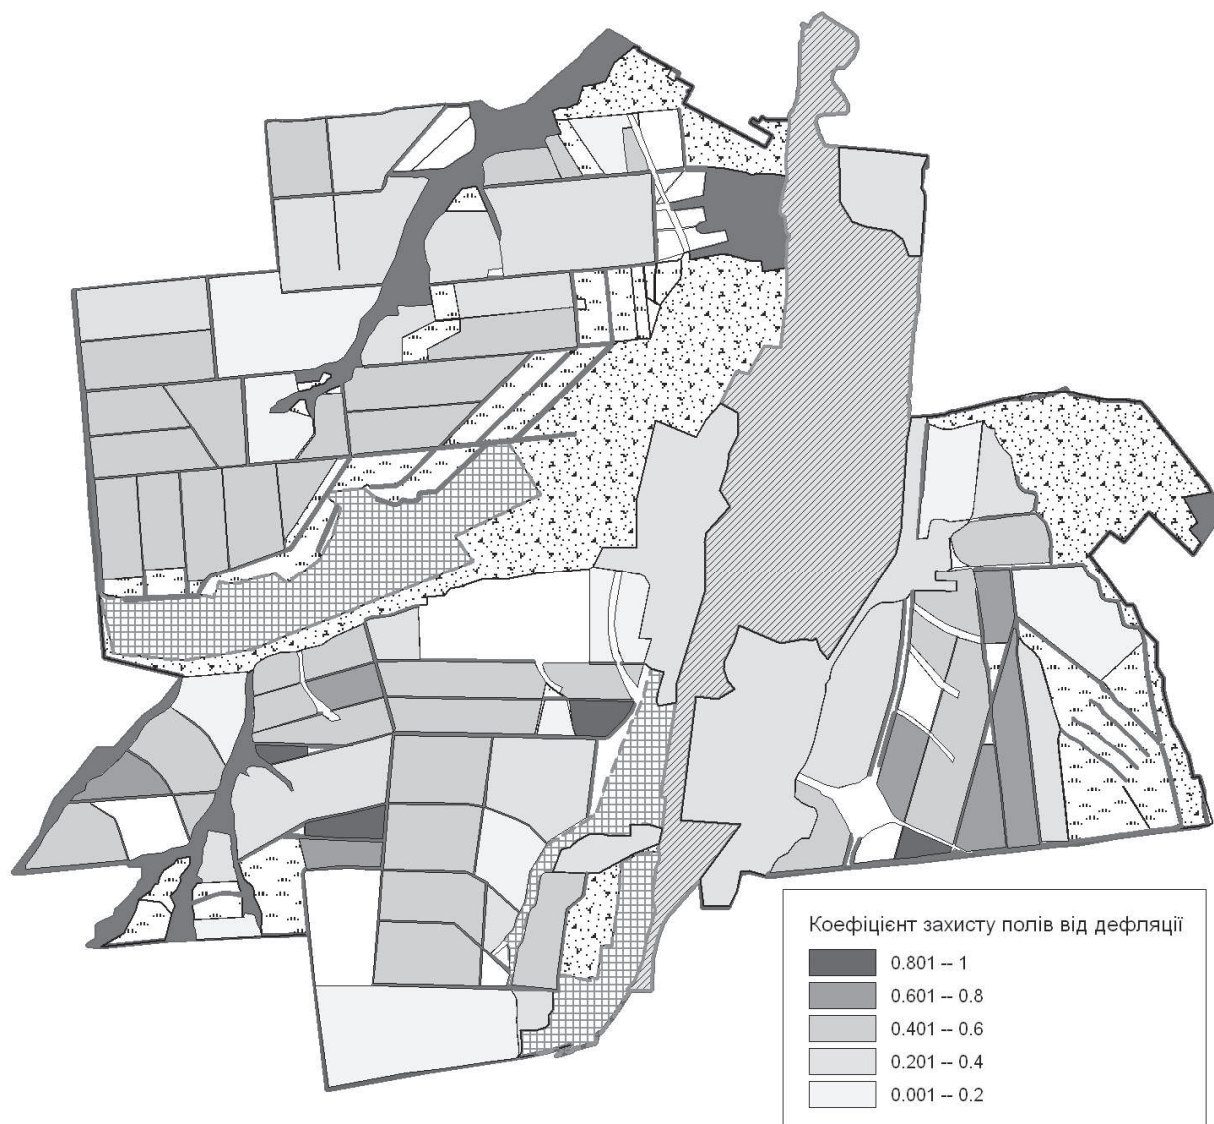 Коефіцієнт захисту полів від дефляції
0.801 -- 1
0.601 -- 0.8
0.401 -- 0.6
0.201 -- 0.4
0.001 -- 0.2